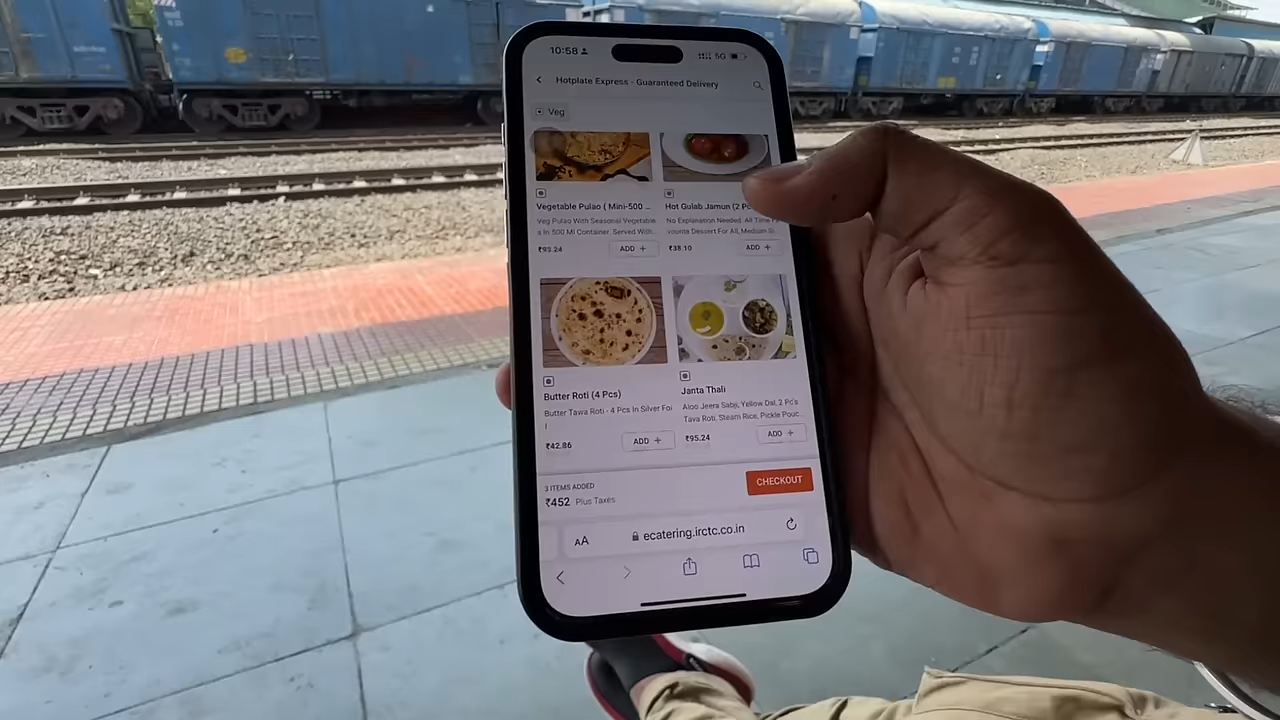 10:58
5G
Hotplate Express - Guaranteed Delivery
Veg
Vegetable Pulao ( Mini-500 ...
Veg Pulao With Seasonal Vegetable
s In 500 Ml Container. Served With...
₹93.24
ADD +
Hot Gulab Jamun (2 Pc
No Explanation Needed. All Time F
vourite Dessert For All, Medium Si
₹38.10
ADD +
Butter Roti (4 Pcs)
Butter Tawa Roti - 4 Pcs In Silver Foi
l
₹42.86
ADD +
Janta Thali
Aloo Jeera Sabji, Yellow Dal, 2 Pc's
Tava Roti, Steam Rice, Pickle Pouc...
₹95.24
ADD +
3 ITEMS ADDED
₹452 Plus Taxes
CHECKOUT
AA
ecatering.irctc.co.in